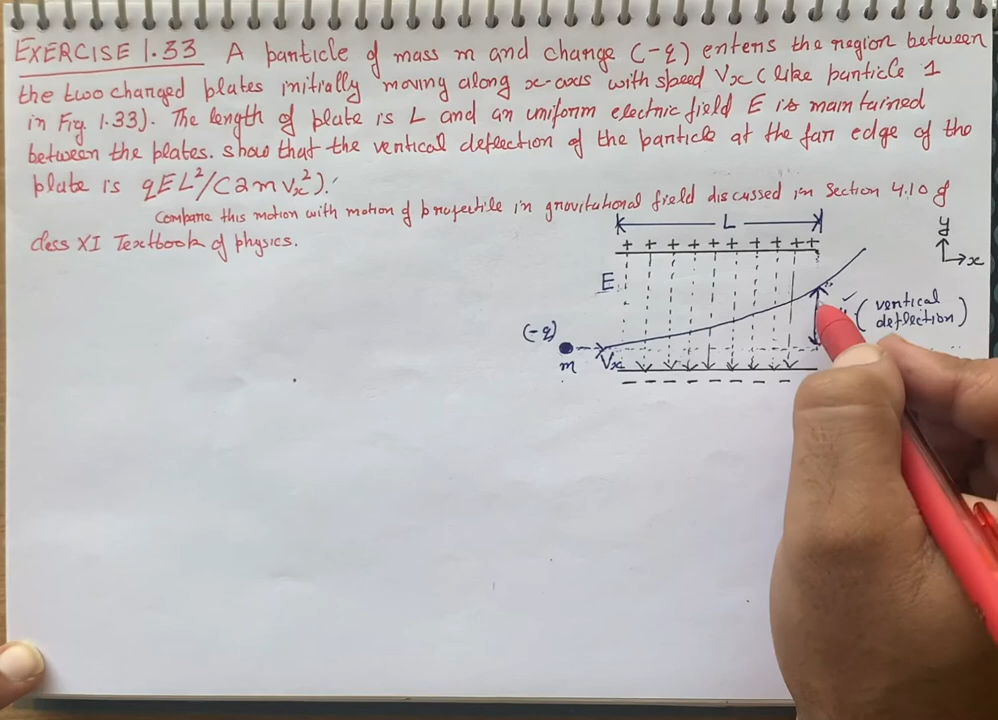 EXERCISE 1.33 A particle of mass m and charge (-q) enters the region between
the two charged plates initially moving along x-axis with speed Vx (like particle 1
in Fig. 1.33). The length of plate is L and an uniform electric field E is maintained
between the plates. show that the vertical deflection of the particle at the far edge of the
plate is qEL²/(2mVx²).
Compare this motion with motion of projectile in gravitational field discussed in Section 4.10 of
class XI Textbook of physics.
L
y
x
+ + + + + + + + + +
E
(-q)
m
Vx
(vertical
deflection)
- - - - - - - -